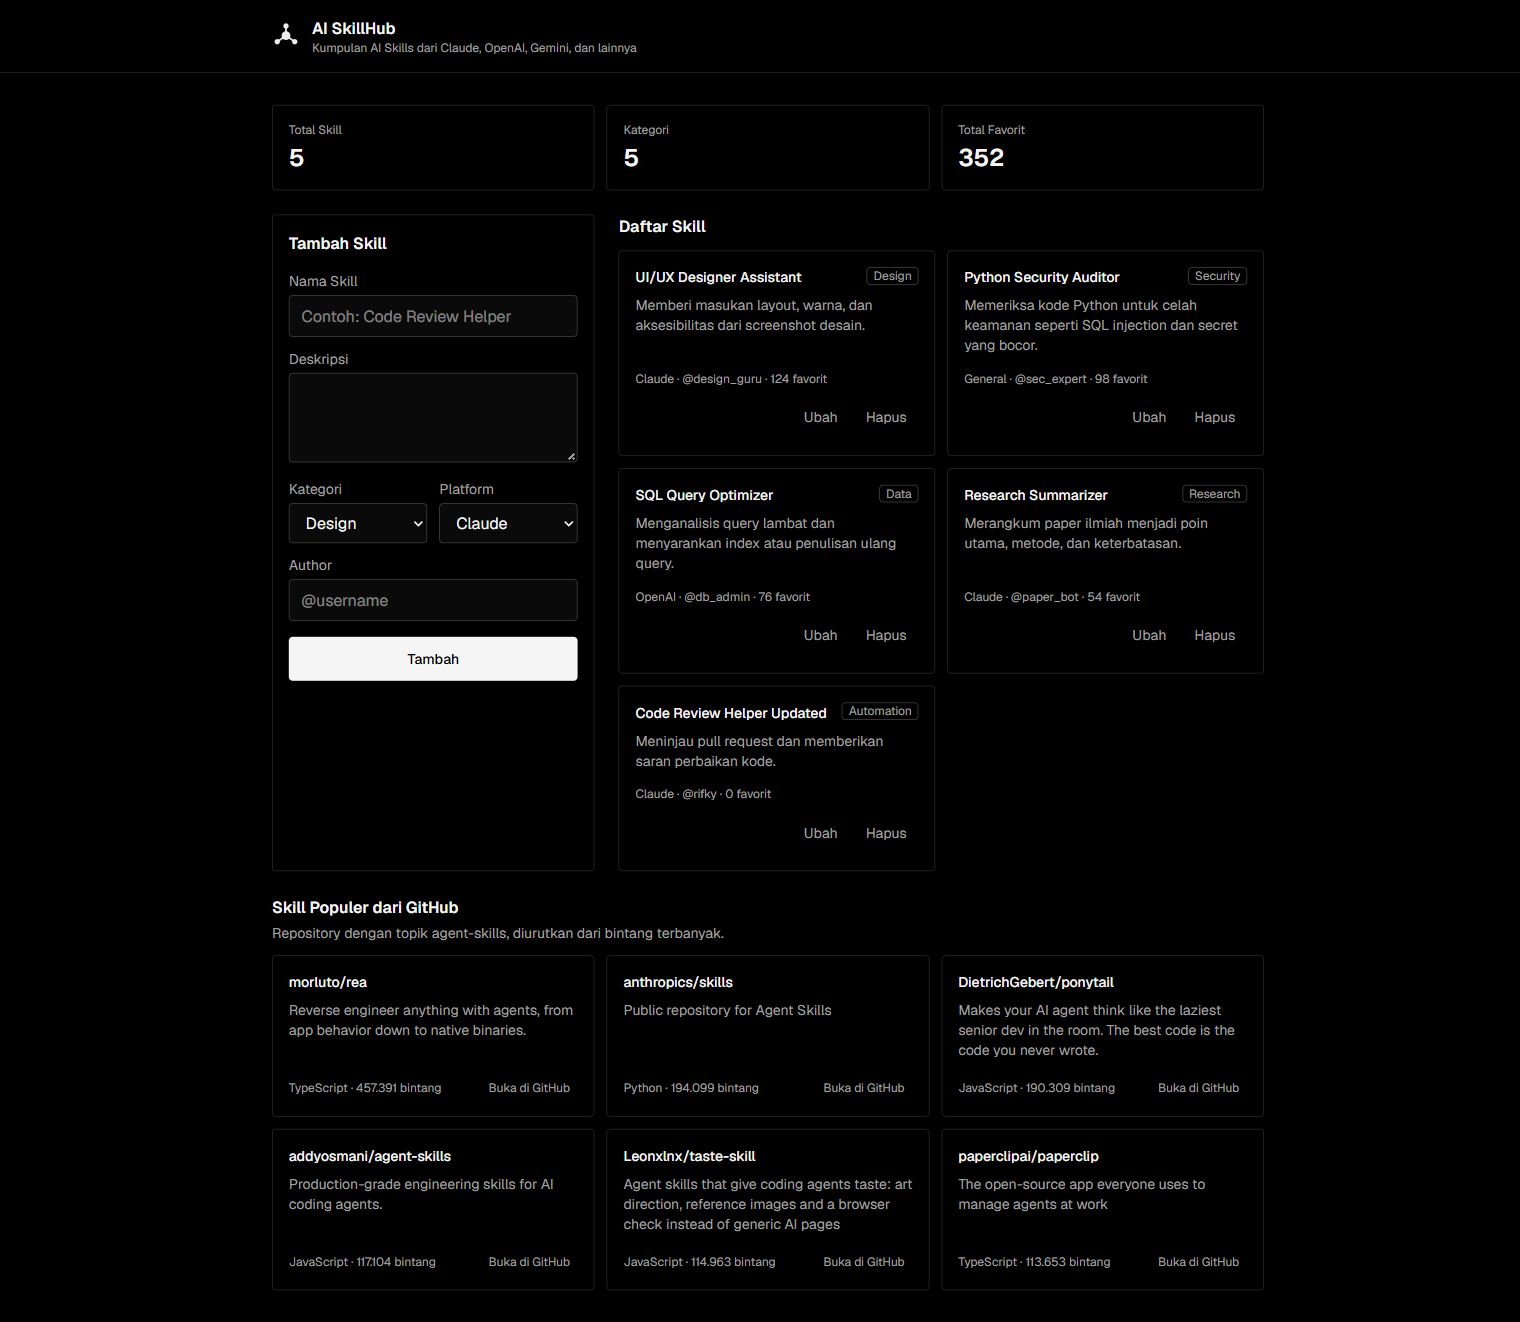 AI SkillHub
Kumpulan AI Skills dari Claude, OpenAI, Gemini, dan lainnya
Total Skill
5
Kategori
5
Total Favorit
352
Tambah Skill
Nama Skill
Contoh: Code Review Helper
Deskripsi
Kategori
Platform
Design
Claude
Author
@username
Tambah
Daftar Skill
UI/UX Designer Assistant
Design
Memberi masukan layout, warna, dan
aksesibilitas dari screenshot desain.
Claude · @design_guru · 124 favorit
Ubah
Hapus
Python Security Auditor
Security
Memeriksa kode Python untuk celah
keamanan seperti SQL injection dan secret
yang bocor.
General · @sec_expert · 98 favorit
Ubah
Hapus
SQL Query Optimizer
Data
Menganalisis query lambat dan
menyarankan index atau penulisan ulang
query.
OpenAI · @db_admin · 76 favorit
Ubah
Hapus
Research Summarizer
Research
Merangkum paper ilmiah menjadi poin
utama, metode, dan keterbatasan.
Claude · @paper_bot · 54 favorit
Ubah
Hapus
Code Review Helper Updated
Automation
Meninjau pull request dan memberikan
saran perbaikan kode.
Claude · @rifky · 0 favorit
Ubah
Hapus
Skill Populer dari GitHub
Repository dengan topik agent-skills, diurutkan dari bintang terbanyak.
morluto/rea
Reverse engineer anything with agents, from
app behavior down to native binaries.
TypeScript · 457.391 bintang
Buka di GitHub
anthropics/skills
Public repository for Agent Skills
Python · 194.099 bintang
Buka di GitHub
DietrichGebert/ponytail
Makes your AI agent think like the laziest
senior dev in the room. The best code is the
code you never wrote.
JavaScript · 190.309 bintang
Buka di GitHub
addyosmani/agent-skills
Production-grade engineering skills for AI
coding agents.
JavaScript · 117.104 bintang
Buka di GitHub
Leonxlnx/taste-skill
Agent skills that give coding agents taste: art
direction, reference images and a browser
check instead of generic AI pages
JavaScript · 114.963 bintang
Buka di GitHub
paperclipai/paperclip
The open-source app everyone uses to
manage agents at work
TypeScript · 113.653 bintang
Buka di GitHub